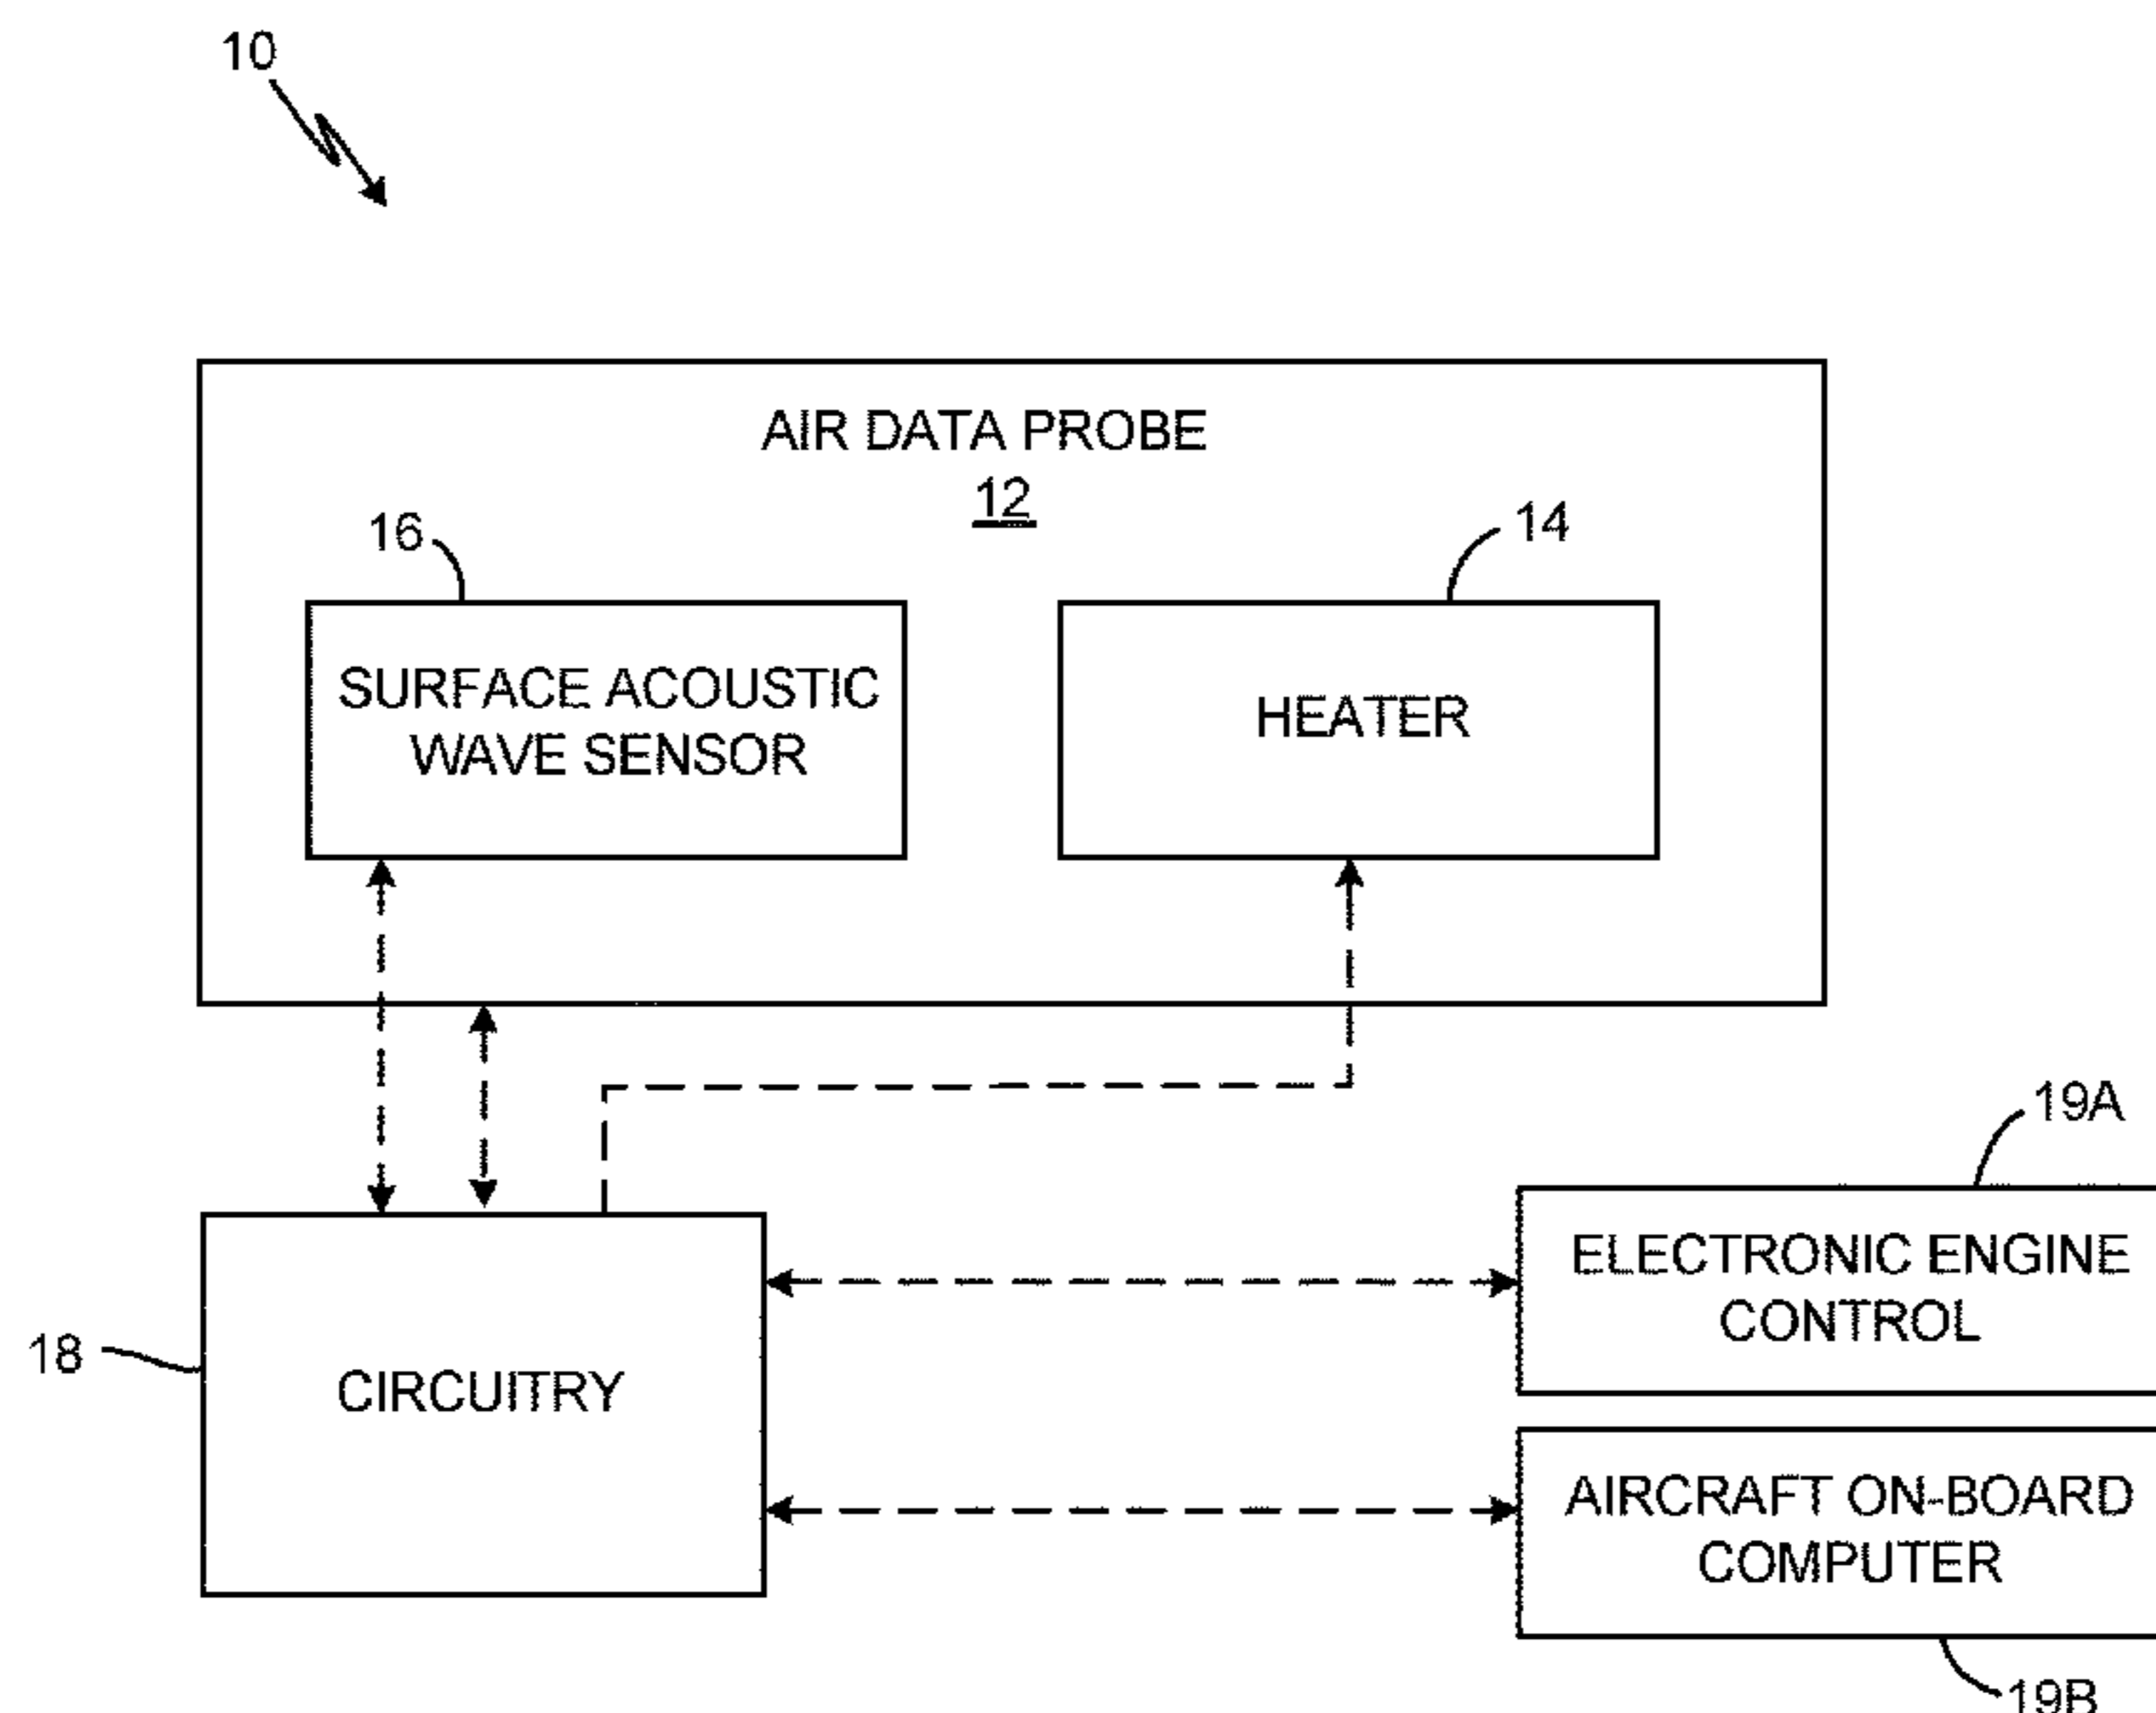 10
AIR DATA PROBE
12
16
14
SURFACE ACOUSTIC
WAVE SENSOR
HEATER
19A
ELECTRONIC ENGINE
CONTROL
18
CIRCUITRY
AIRCRAFT ON-BOARD
COMPUTER
19B